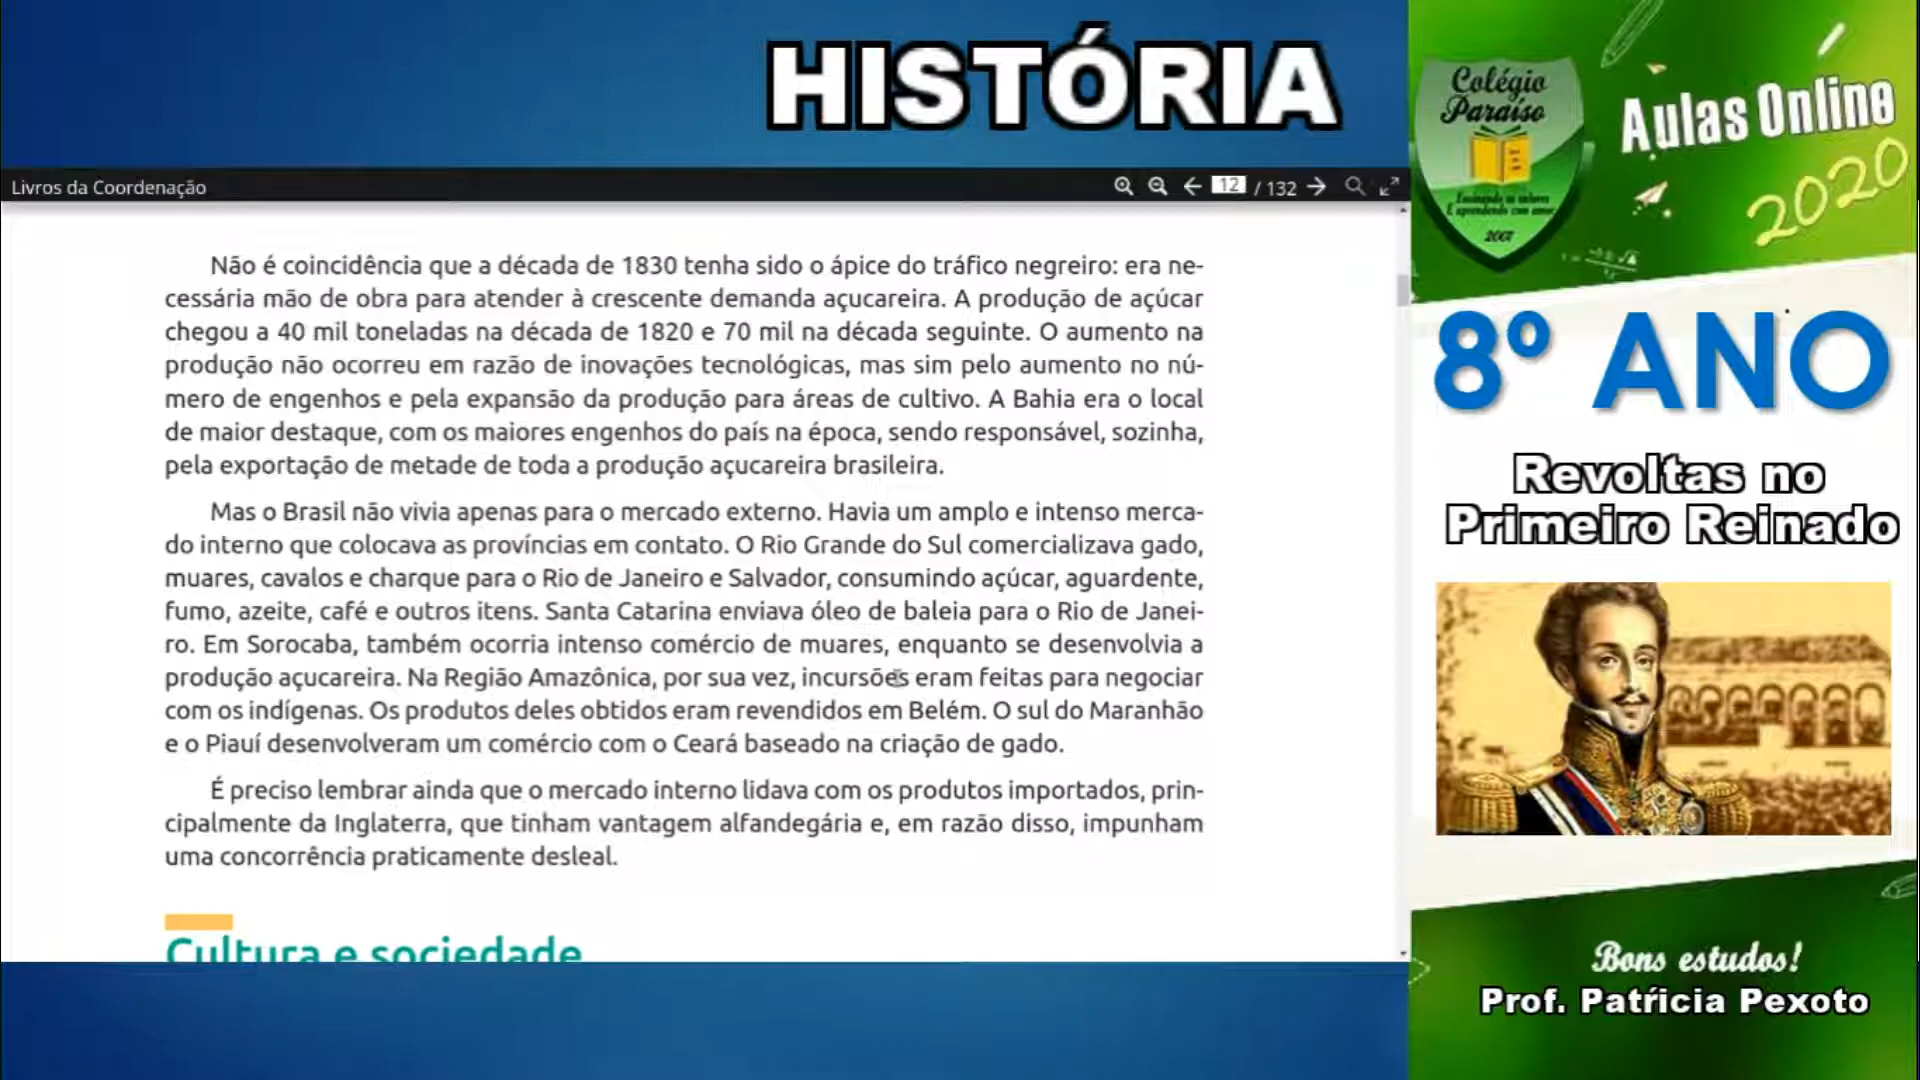 HISTÓRIA
Livros da Coordenação
12 / 132
Não é coincidência que a década de 1830 tenha sido o ápice do tráfico negreiro: era ne-
cessária mão de obra para atender à crescente demanda açucareira. A produção de açúcar
chegou a 40 mil toneladas na década de 1820 e 70 mil na década seguinte. O aumento na
produção não ocorreu em razão de inovações tecnológicas, mas sim pelo aumento no nú-
mero de engenhos e pela expansão da produção para áreas de cultivo. A Bahia era o local
de maior destaque, com os maiores engenhos do país na época, sendo responsável, sozinha,
pela exportação de metade de toda a produção açucareira brasileira.
Mas o Brasil não vivia apenas para o mercado externo. Havia um amplo e intenso merca-
do interno que colocava as províncias em contato. O Rio Grande do Sul comercializava gado,
muares, cavalos e charque para o Rio de Janeiro e Salvador, consumindo açúcar, aguardente,
fumo, azeite, café e outros itens. Santa Catarina enviava óleo de baleia para o Rio de Janei-
ro. Em Sorocaba, também ocorria intenso comércio de muares, enquanto se desenvolvia a
produção açucareira. Na Região Amazônica, por sua vez, incursões eram feitas para negociar
com os indígenas. Os produtos deles obtidos eram revendidos em Belém. O sul do Maranhão
e o Piauí desenvolveram um comércio com o Ceará baseado na criação de gado.
É preciso lembrar ainda que o mercado interno lidava com os produtos importados, prin-
cipalmente da Inglaterra, que tinham vantagem alfandegária e, em razão disso, impunham
uma concorrência praticamente desleal.
Cultura e sociedade
Colégio
Paraíso
2007
Aulas Online
2020
8º ANO
Revoltas no
Primeiro Reinado
Bons estudos!
Prof. Patŕicia Pexoto